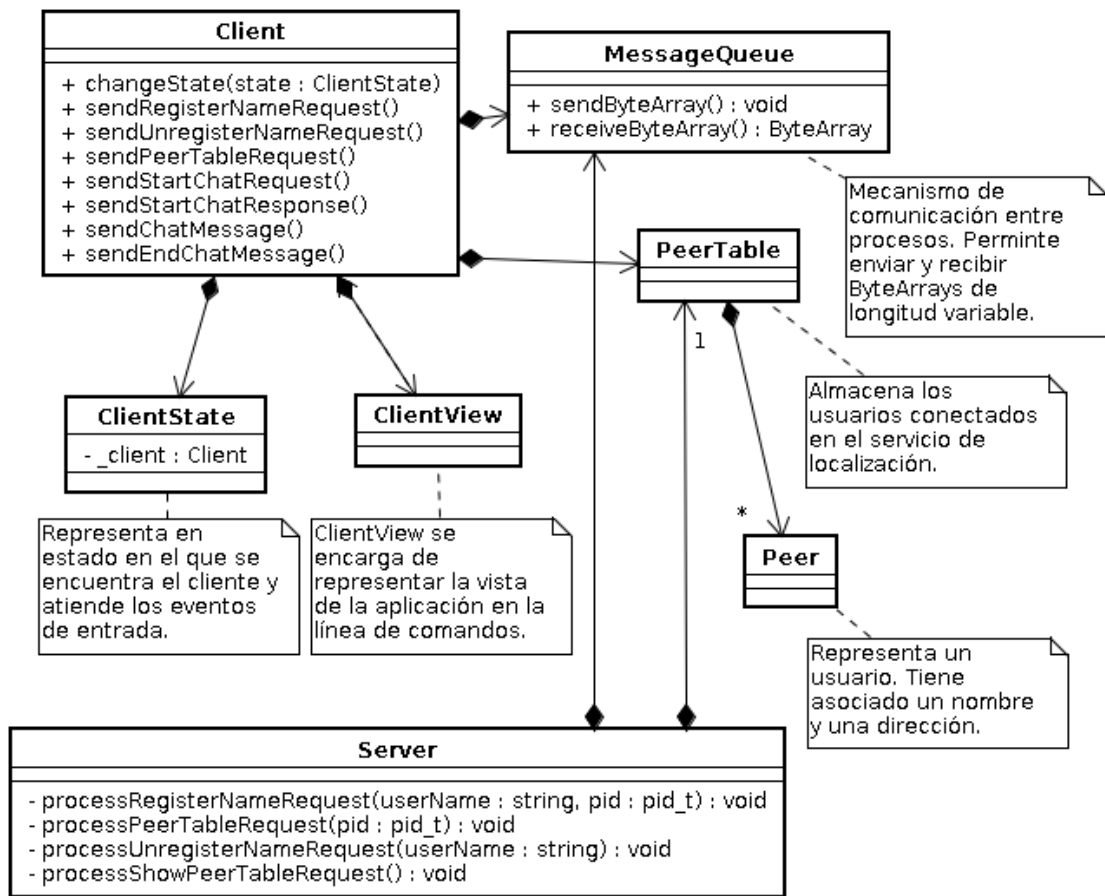 Client
+ changeState(state : ClientState)
+ sendRegisterNameRequest()
+ sendUnregisterNameRequest()
+ sendPeerTableRequest()
+ sendStartChatRequest()
+ sendStartChatResponse()
+ sendChatMessage()
+ sendEndChatMessage()
MessageQueue
+ sendByteArray() : void
+ receiveByteArray() : ByteArray
Mecanismo de
comunicación entre
procesos. Perminte
enviar y recibir
ByteArrays de
longitud variable.
PeerTable
1
Almacena los
usuarios conectados
en el servicio de
localización.
ClientState
- _client : Client
ClientView
Representa en
estado en el que se
encuentra el cliente y
atiende los eventos
de entrada.
ClientView se
encarga de
representar la vista
de la aplicación en la
línea de comandos.
*
Peer
Representa un
usuario. Tiene
asociado un nombre
y una dirección.
Server
- processRegisterNameRequest(userName : string, pid : pid_t) : void
- processPeerTableRequest(pid : pid_t) : void
- processUnregisterNameRequest(userName : string) : void
- processShowPeerTableRequest() : void